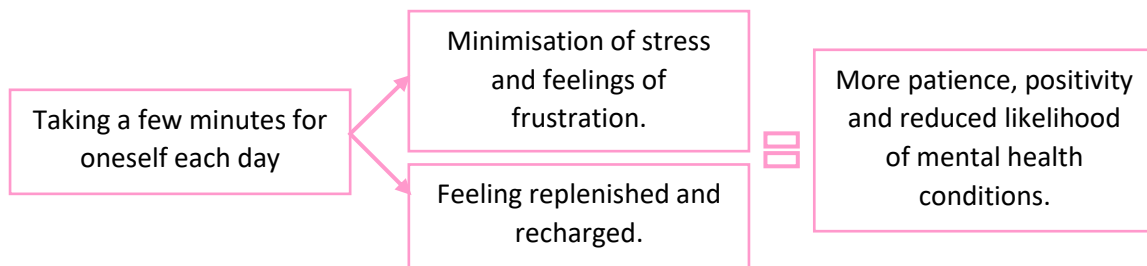 Taking a few minutes for
oneself each day
Minimisation of stress
and feelings of
frustration.
Feeling replenished and
recharged.
More patience, positivity
and reduced likelihood
of mental health
conditions.